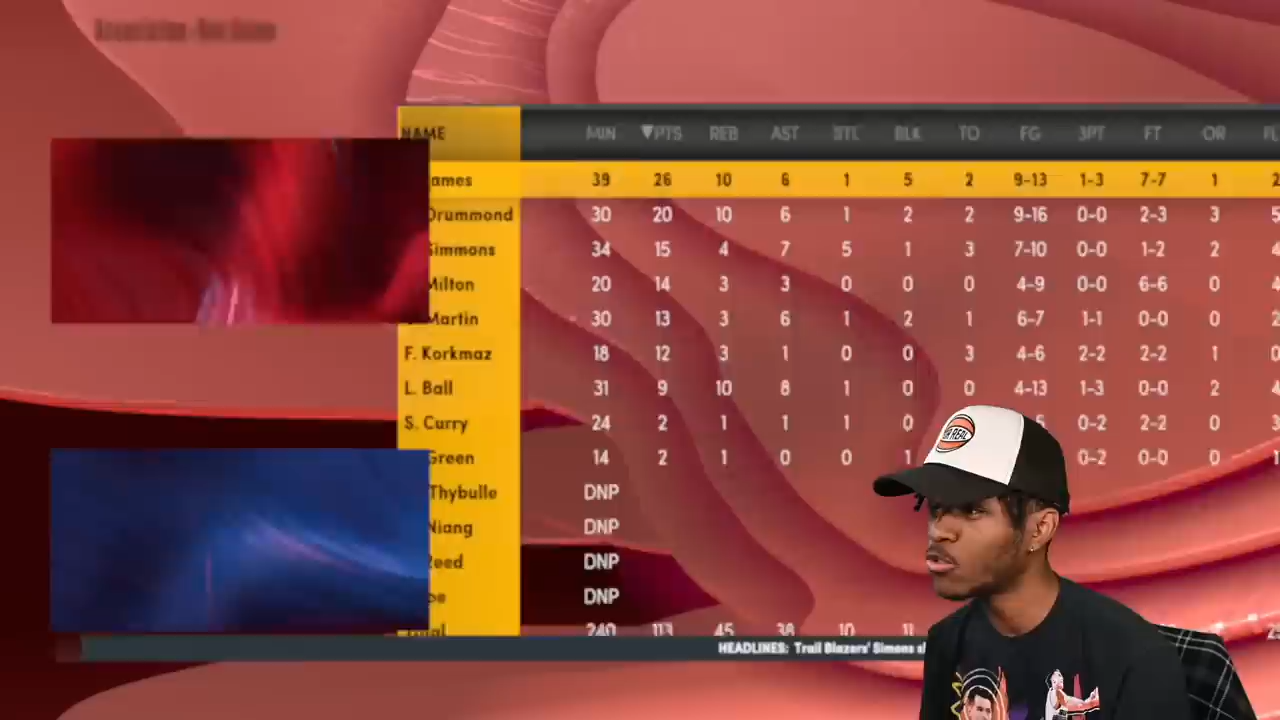 NAME MIN ▼PTS REB AST STL BLK TO FG 3PT FT OR
ames 39 26 10 6 1 5 2 9-13 1-3 7-7 1 2
Drummond 30 20 10 6 1 2 2 9-16 0-0 2-3 3 5
Simmons 34 15 4 7 5 1 3 7-10 0-0 1-2 2 4
Milton 20 14 3 3 0 0 0 4-9 0-0 6-6 0 4
Martin 30 13 3 6 1 2 1 6-7 1-1 0-0 0 2
F. Korkmaz 18 12 3 1 0 0 3 4-6 2-2 2-2 1 0
L. Ball 31 9 10 8 1 0 0 4-13 1-3 0-0 2 4
S. Curry 24 2 1 1 1 0 0-2 2-2 0 3
Green 14 2 1 0 0 1 0-2 0-0 0 1
Thybulle DNP
Niang DNP
Reed DNP
DNP
Total 240 113 45 38 10 11
HEADLINES: Trail Blazers' Simons